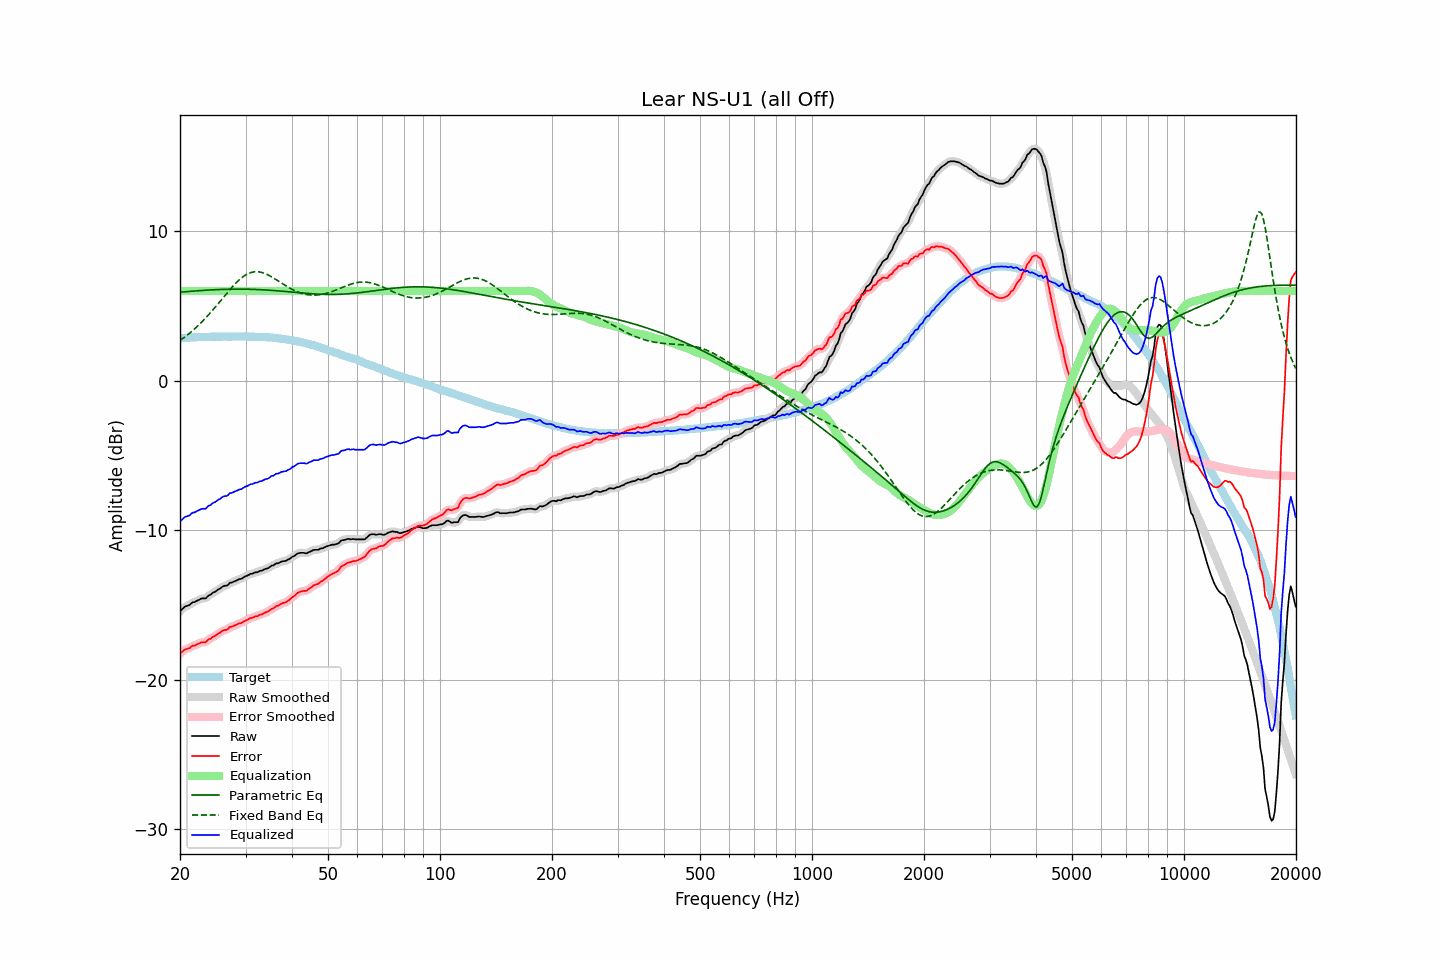 Lear NS-U1 (all Off)
Amplitude (dBr)
10
0
−10
−20
−30
Target
Raw Smoothed
Error Smoothed
Raw
Error
Equalization
Parametric Eq
Fixed Band Eq
Equalized
20 50 100 200 500 1000 2000 5000 10000 20000
Frequency (Hz)